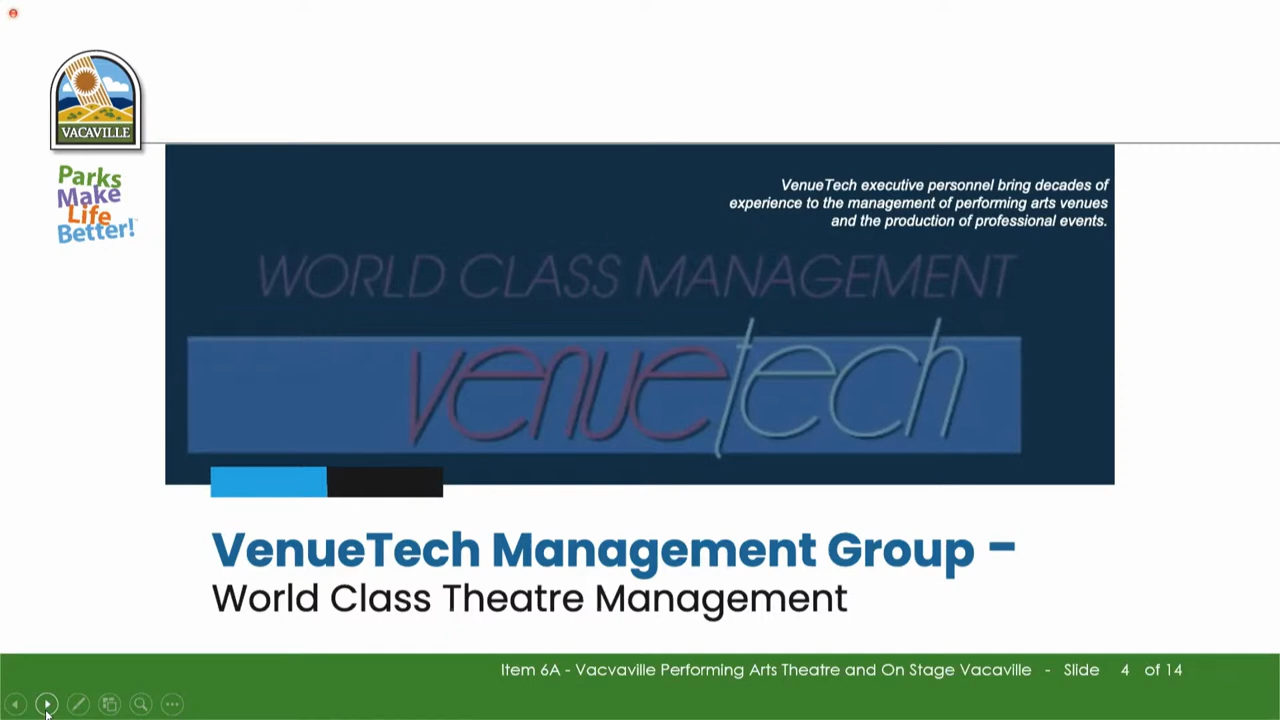 VACAVILLE
Parks
Make
Life
Better!
VenueTech executive personnel bring decades of
experience to the management of performing arts venues
and the production of professional events.
WORLD CLASS MANAGEMENT
venuetech
VenueTech Management Group –
World Class Theatre Management
Item 6A - Vacvaville Performing Arts Theatre and On Stage Vacaville - Slide 4 of 14